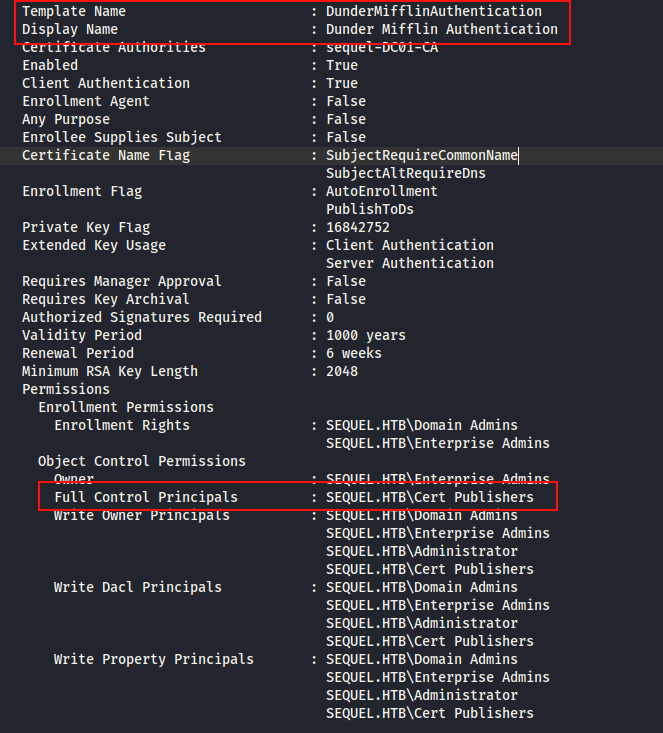 Template Name : DunderMifflinAuthentication
Display Name : Dunder Mifflin Authentication
Certificate Authorities : sequel-DC01-CA
Enabled : True
Client Authentication : True
Enrollment Agent : False
Any Purpose : False
Enrollee Supplies Subject : False
Certificate Name Flag : SubjectRequireCommonName
SubjectAltRequireDns
Enrollment Flag : AutoEnrollment
PublishToDs
Private Key Flag : 16842752
Extended Key Usage : Client Authentication
Server Authentication
Requires Manager Approval : False
Requires Key Archival : False
Authorized Signatures Required : 0
Validity Period : 1000 years
Renewal Period : 6 weeks
Minimum RSA Key Length : 2048
Permissions
Enrollment Permissions
Enrollment Rights : SEQUEL.HTB\Domain Admins
SEQUEL.HTB\Enterprise Admins
Object Control Permissions
Owner : SEQUEL.HTB\Enterprise Admins
Full Control Principals : SEQUEL.HTB\Cert Publishers
Write Owner Principals : SEQUEL.HTB\Domain Admins
SEQUEL.HTB\Enterprise Admins
SEQUEL.HTB\Administrator
SEQUEL.HTB\Cert Publishers
Write Dacl Principals : SEQUEL.HTB\Domain Admins
SEQUEL.HTB\Enterprise Admins
SEQUEL.HTB\Administrator
SEQUEL.HTB\Cert Publishers
Write Property Principals : SEQUEL.HTB\Domain Admins
SEQUEL.HTB\Enterprise Admins
SEQUEL.HTB\Administrator
SEQUEL.HTB\Cert Publishers